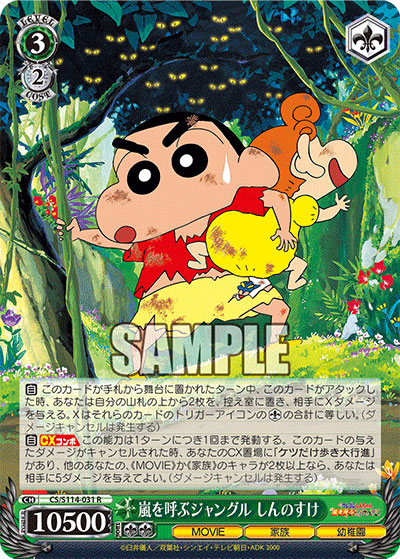 LEVEL
3
2
COST
SAMPLE
自 このカードが手札から舞台に置かれたターン中、このカードがアタックし
た時、あなたは自分の山札の上から2枚を、控え室に置き、相手にXダメージ
を与える。Xはそれらのカードのトリガーアイコンの の合計に等しい。(ダ
メージキャンセルは発生する)
自 CXコンボ この能力は1ターンにつき1回まで発動する。このカードの与え
たダメージがキャンセルされた時、あなたのCX置場に「ケツだけ歩き大行進」
があり、他のあなたの、《MOVIE》か《家族》のキャラが2枚以上なら、あなたは
相手に5ダメージを与える。(ダメージキャンセルは発生する)
CH CS/S114-031 R
10500
嵐を呼ぶジャングル しんのすけ
MOVIE 家族 幼稚園
©臼井儀人/双葉社・シンエイ・テレビ朝日・ADK 2000